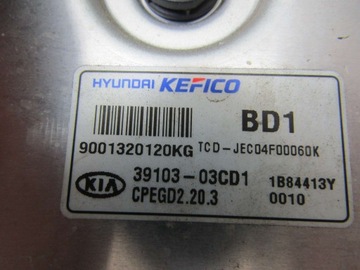 HYUNDAI KEFICO
BD1
9001320120KG TCD-JEC04F00060K
KIA 39103-03CD1 1B84413Y
CPEGD2.20.3 0010